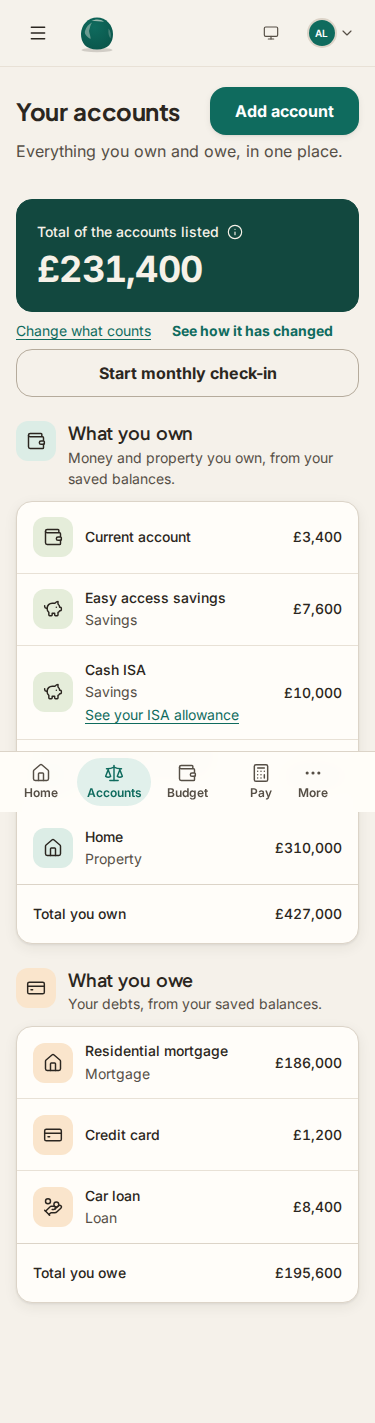 AL
Your accounts
Add account
Everything you own and owe, in one place.
Total of the accounts listed
£231,400
Change what counts See how it has changed
Start monthly check-in
What you own
Money and property you own, from your
saved balances.
Current account £3,400
Easy access savings
Savings
£7,600
Cash ISA
Savings
£10,000
See your ISA allowance
Home Accounts Budget Pay More
Home
Property
£310,000
Total you own £427,000
What you owe
Your debts, from your saved balances.
Residential mortgage
Mortgage
£186,000
Credit card £1,200
Car loan
Loan
£8,400
Total you owe £195,600